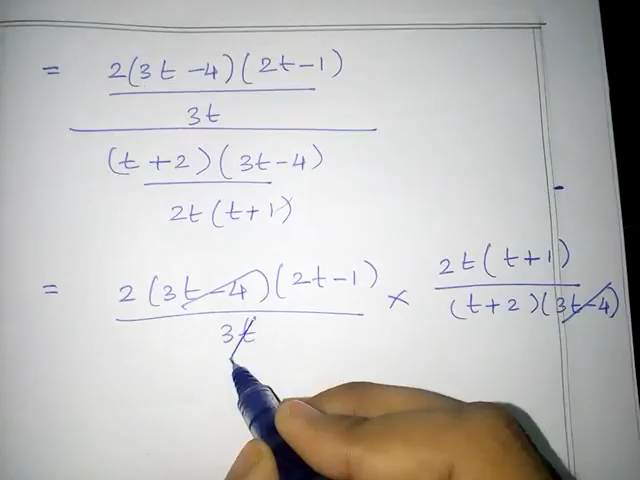 = 2(3t-4)(2t-1)
3t
(t+2)(3t-4)
2t(t+1)
= 2(3t-4)(2t-1) × 2t(t+1)
3t (t+2)(3t-4)